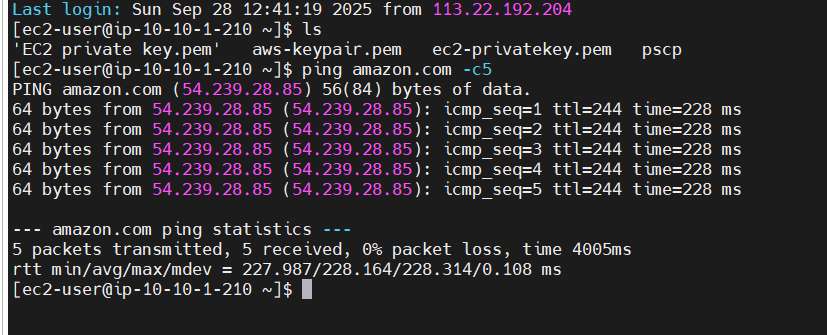 Last login: Sun Sep 28 12:41:19 2025 from 113.22.192.204
[ec2-user@ip-10-10-1-210 ~]$ ls
'EC2 private key.pem'   aws-keypair.pem   ec2-privatekey.pem   pscp
[ec2-user@ip-10-10-1-210 ~]$ ping amazon.com -c5
PING amazon.com (54.239.28.85) 56(84) bytes of data.
64 bytes from 54.239.28.85 (54.239.28.85): icmp_seq=1 ttl=244 time=228 ms
64 bytes from 54.239.28.85 (54.239.28.85): icmp_seq=2 ttl=244 time=228 ms
64 bytes from 54.239.28.85 (54.239.28.85): icmp_seq=3 ttl=244 time=228 ms
64 bytes from 54.239.28.85 (54.239.28.85): icmp_seq=4 ttl=244 time=228 ms
64 bytes from 54.239.28.85 (54.239.28.85): icmp_seq=5 ttl=244 time=228 ms
--- amazon.com ping statistics ---
5 packets transmitted, 5 received, 0% packet loss, time 4005ms
rtt min/avg/max/mdev = 227.987/228.164/228.314/0.108 ms
[ec2-user@ip-10-10-1-210 ~]$